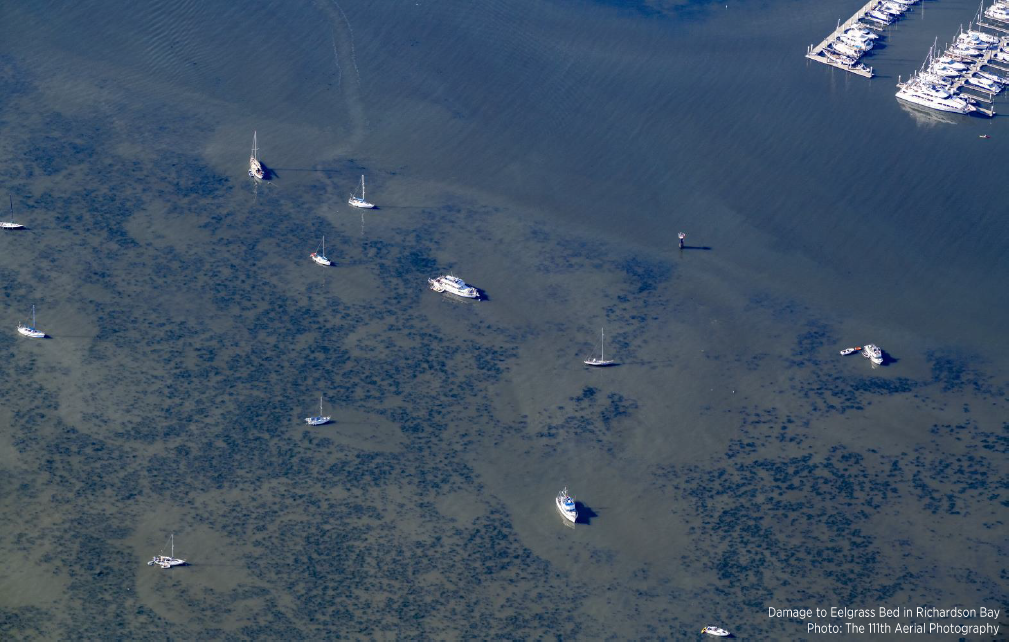 Damage to Eelgrass Bed in Richardson Bay
Photo: The 111th Aerial Photography